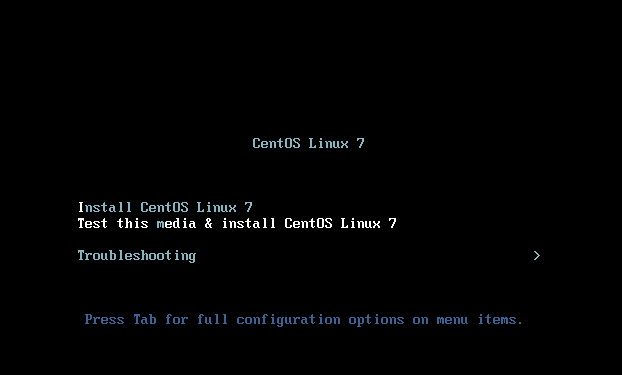 CentOS Linux 7
Install CentOS Linux 7
Test this media & install CentOS Linux 7
Troubleshooting >
Press Tab for full configuration options on menu items.